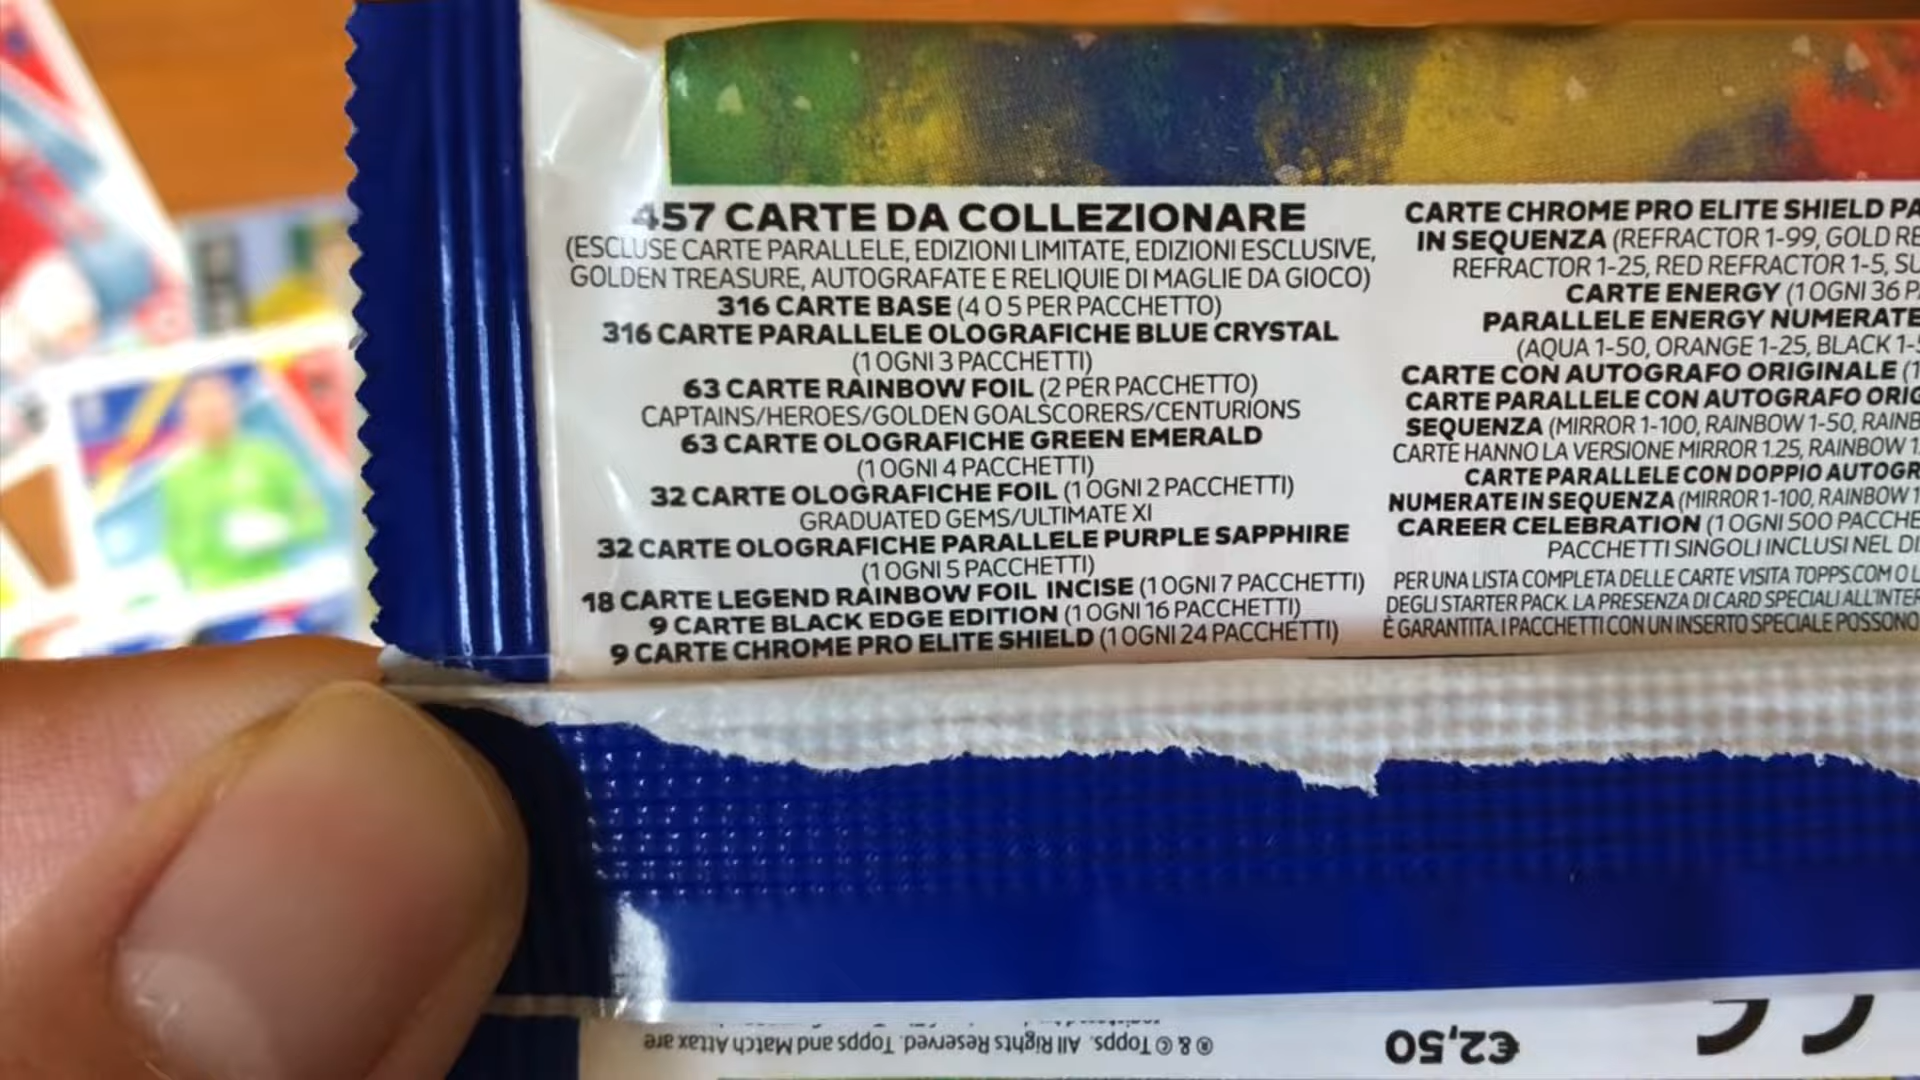 457 CARTE DA COLLEZIONARE
(ESCLUSE CARTE PARALLELE, EDIZIONI LIMITATE, EDIZIONI ESCLUSIVE,
GOLDEN TREASURE, AUTOGRAFATE E RELIQUIE DI MAGLIE DA GIOCO)
316 CARTE BASE (4 O 5 PER PACCHETTO)
316 CARTE PARALLELE OLOGRAFICHE BLUE CRYSTAL
(1 OGNI 3 PACCHETTI)
63 CARTE RAINBOW FOIL (2 PER PACCHETTO)
CAPTAINS/HEROES/GOLDEN GOALSCORERS/CENTURIONS
63 CARTE OLOGRAFICHE GREEN EMERALD
(1 OGNI 4 PACCHETTI)
32 CARTE OLOGRAFICHE FOIL (1 OGNI 2 PACCHETTI)
GRADUATED GEMS/ULTIMATE XI
32 CARTE OLOGRAFICHE PARALLELE PURPLE SAPPHIRE
(1 OGNI 5 PACCHETTI)
18 CARTE LEGEND RAINBOW FOIL INCISE (1 OGNI 7 PACCHETTI)
9 CARTE BLACK EDGE EDITION (1 OGNI 16 PACCHETTI)
9 CARTE CHROME PRO ELITE SHIELD (1 OGNI 24 PACCHETTI)
CARTE CHROME PRO ELITE SHIELD PA
IN SEQUENZA (REFRACTOR 1-99, GOLD RE
REFRACTOR 1-25, RED REFRACTOR 1-5, SU
CARTE ENERGY (1 OGNI 36 P
PARALLELE ENERGY NUMERATE
(AQUA 1-50, ORANGE 1-25, BLACK 1-5
CARTE CON AUTOGRAFO ORIGINALE (1
CARTE PARALLELE CON AUTOGRAFO ORIG
SEQUENZA (MIRROR 1-100, RAINBOW 1-50, RAINB
CARTE HANNO LA VERSIONE MIRROR 1.25, RAINBOW 1
CARTE PARALLELE CON DOPPIO AUTOGR
NUMERATE IN SEQUENZA (MIRROR 1-100, RAINBOW 1
CAREER CELEBRATION (1 OGNI 500 PACCHE
PACCHETTI SINGOLI INCLUSI NEL DI
PER UNA LISTA COMPLETA DELLE CARTE VISITA TOPPS.COM O L
DEGLI STARTER PACK. LA PRESENZA DI CARD SPECIALI ALL'INTER
È GARANTITA. I PACCHETTI CON UN INSERTO SPECIALE POSSONO
€2,50
® & © Topps. All Rights Reserved. Topps and Match Attax are